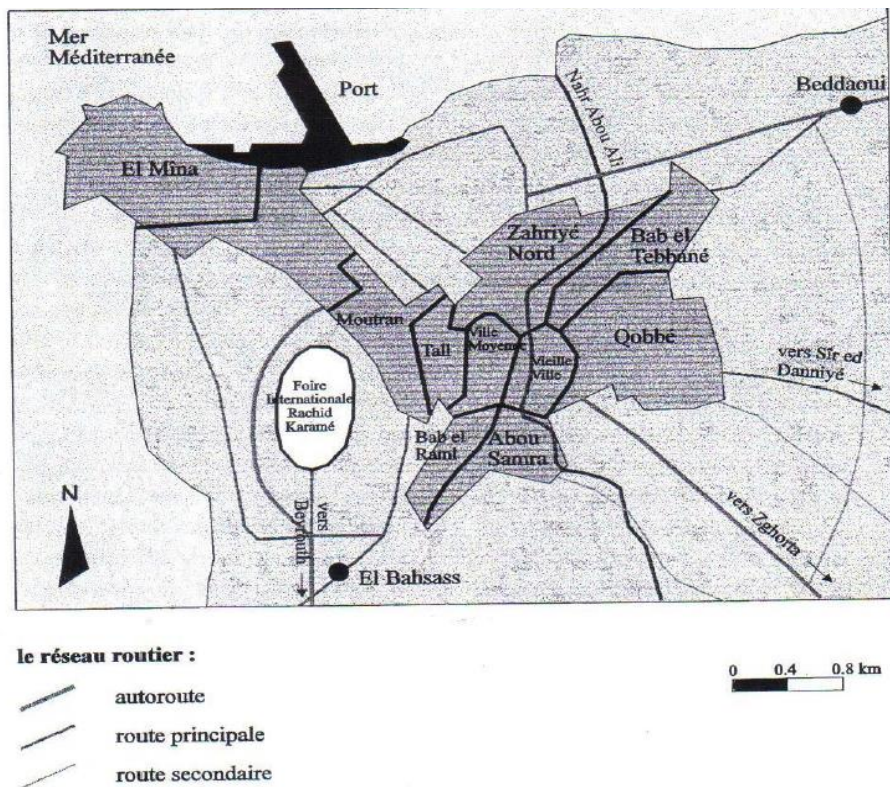 Mer
Méditerranée
Port
Nahr Abou Ali
Beddaoui
El Mina
Zahriyé
Nord
Bab el
Tebbané
Moutran
Tall
Ville
Moyenne
Vieille
Ville
Qobbé
vers Sîr ed
Danniyé
Foire
Internationale
Rachid
Karamé
Bab el
Raml
Abou
Samra
N
vers
Beyrouth
vers Zghorta
El Bahsass
le réseau routier :
autoroute
route principale
route secondaire
0 0.4 0.8 km